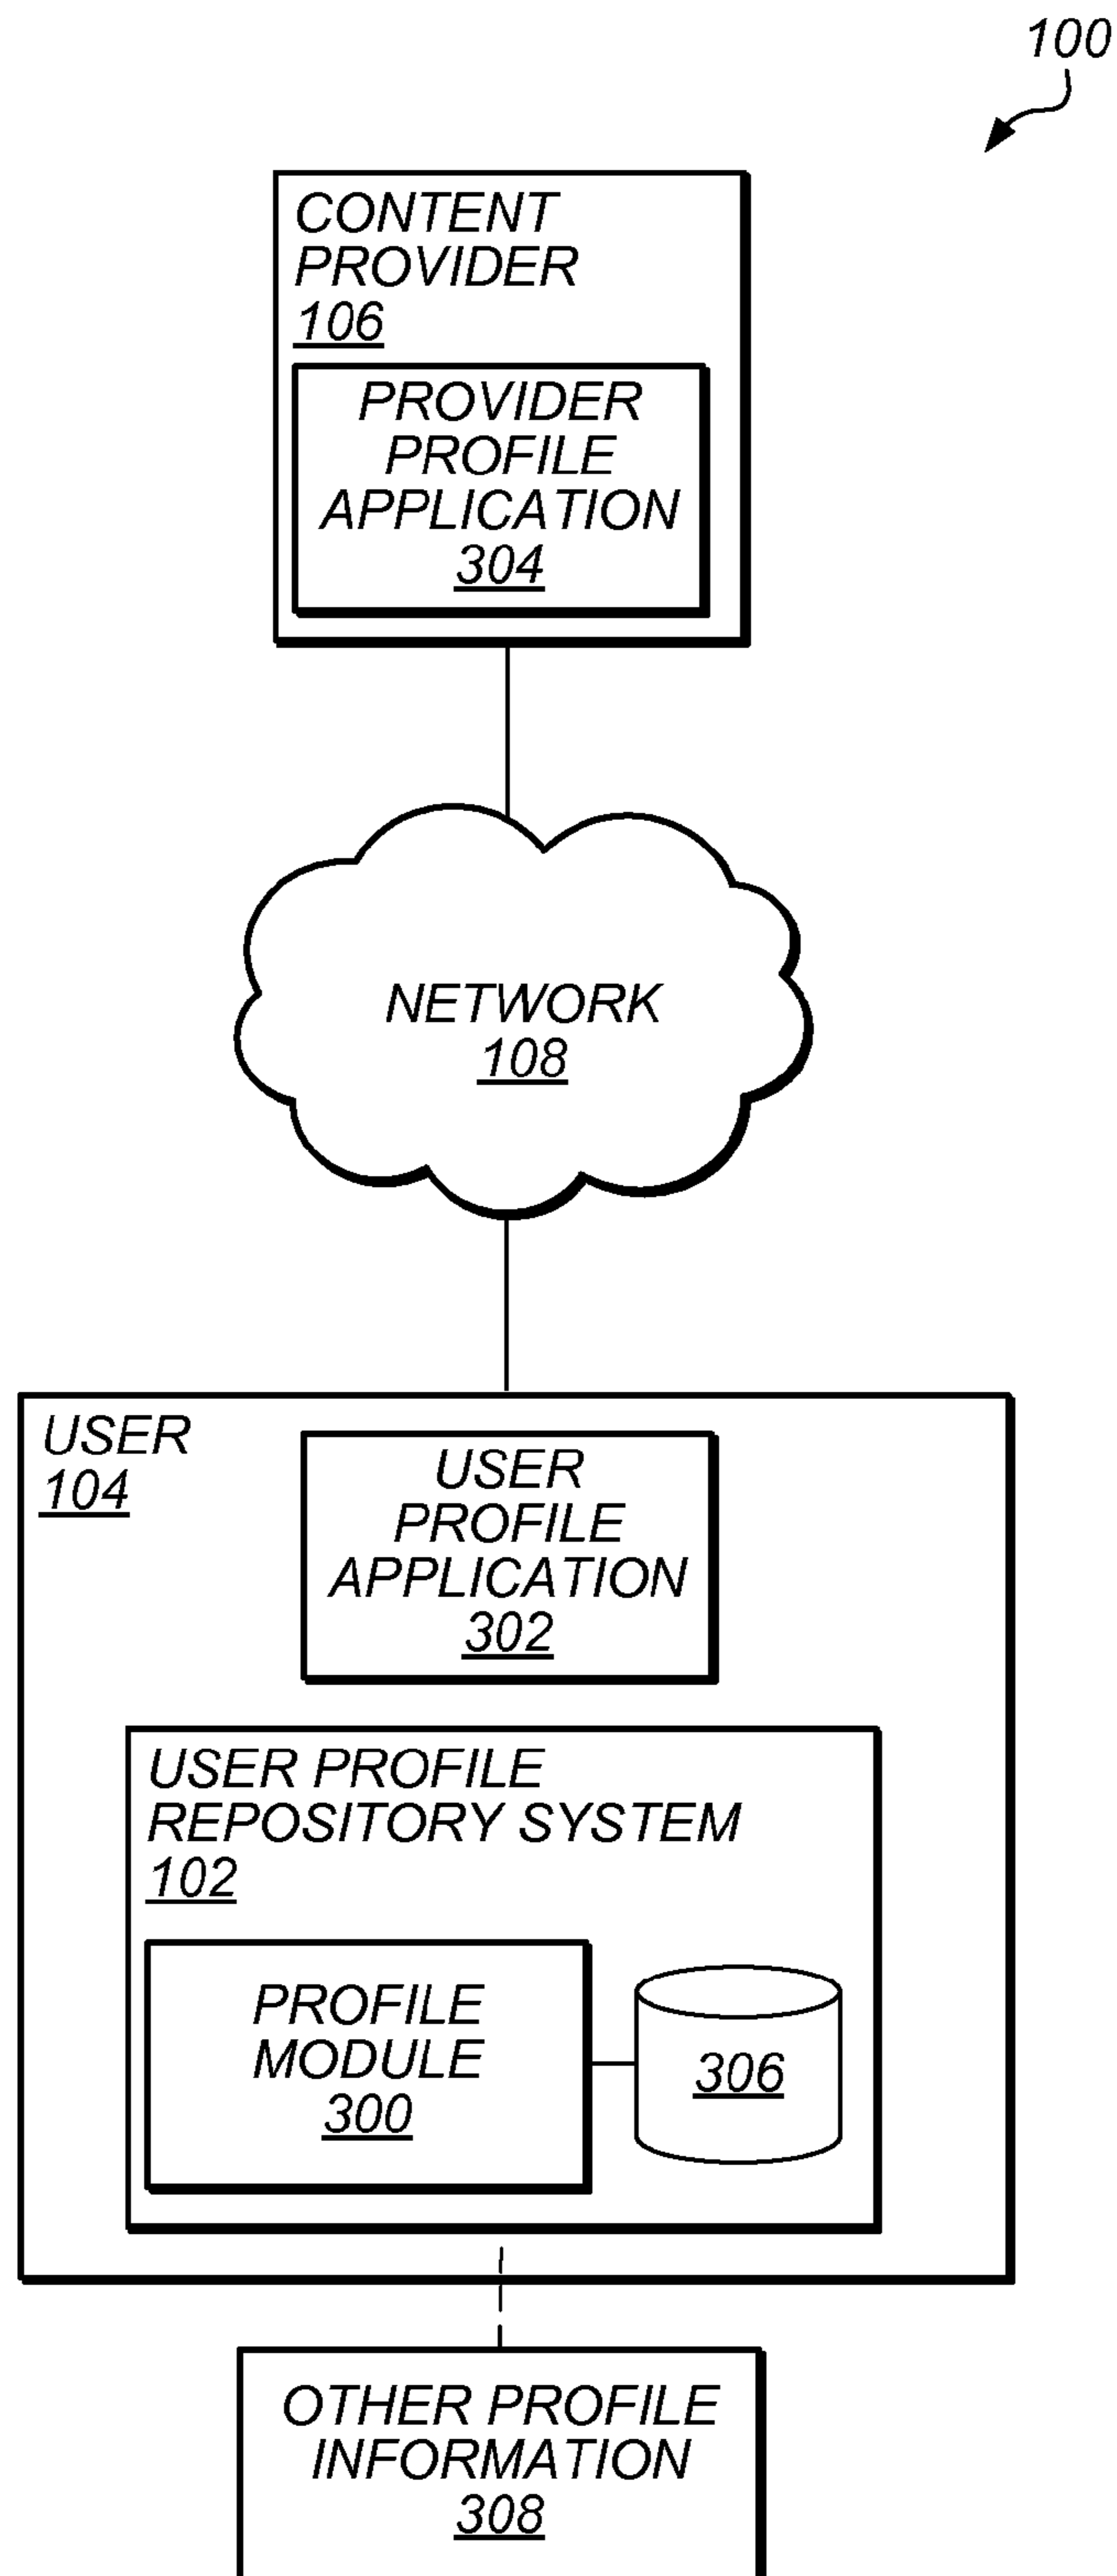 100
CONTENT
PROVIDER
106
PROVIDER
PROFILE
APPLICATION
304
NETWORK
108
USER
104
USER
PROFILE
APPLICATION
302
USER PROFILE
REPOSITORY SYSTEM
102
PROFILE
MODULE
300
306
OTHER PROFILE
INFORMATION
308